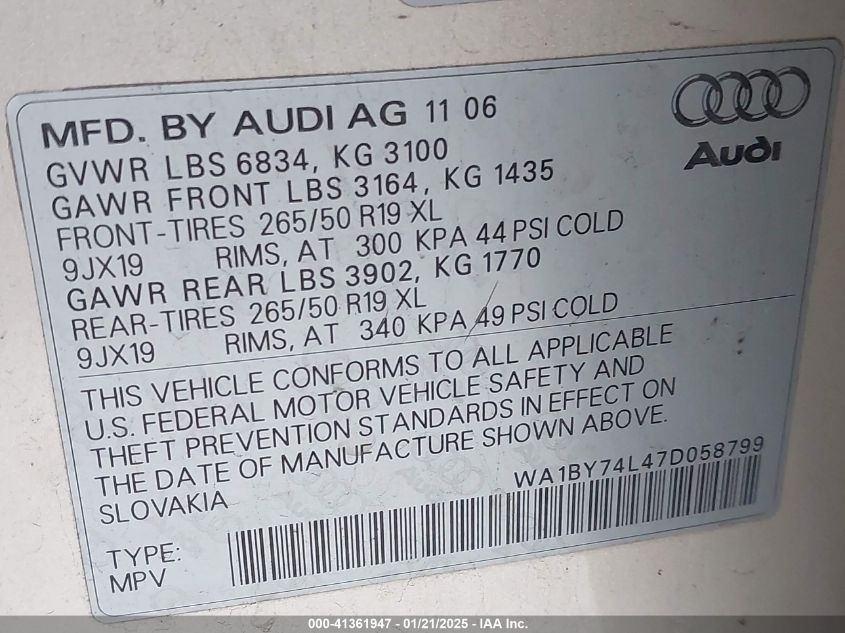 MFD. BY AUDI AG 11 06
GVWR LBS 6834, KG 3100
GAWR FRONT LBS 3164, KG 1435
FRONT-TIRES 265/50 R19 XL
9JX19 RIMS, AT 300 KPA 44 PSI COLD
GAWR REAR LBS 3902, KG 1770
REAR-TIRES 265/50 R19 XL
9JX19 RIMS, AT 340 KPA 49 PSI COLD
Audi
THIS VEHICLE CONFORMS TO ALL APPLICABLE
U.S. FEDERAL MOTOR VEHICLE SAFETY AND
THEFT PREVENTION STANDARDS IN EFFECT ON
THE DATE OF MANUFACTURE SHOWN ABOVE.
SLOVAKIA WA1BY74L47D058799
TYPE:
MPV
000-41361947 - 01/21/2025 - IAA Inc.